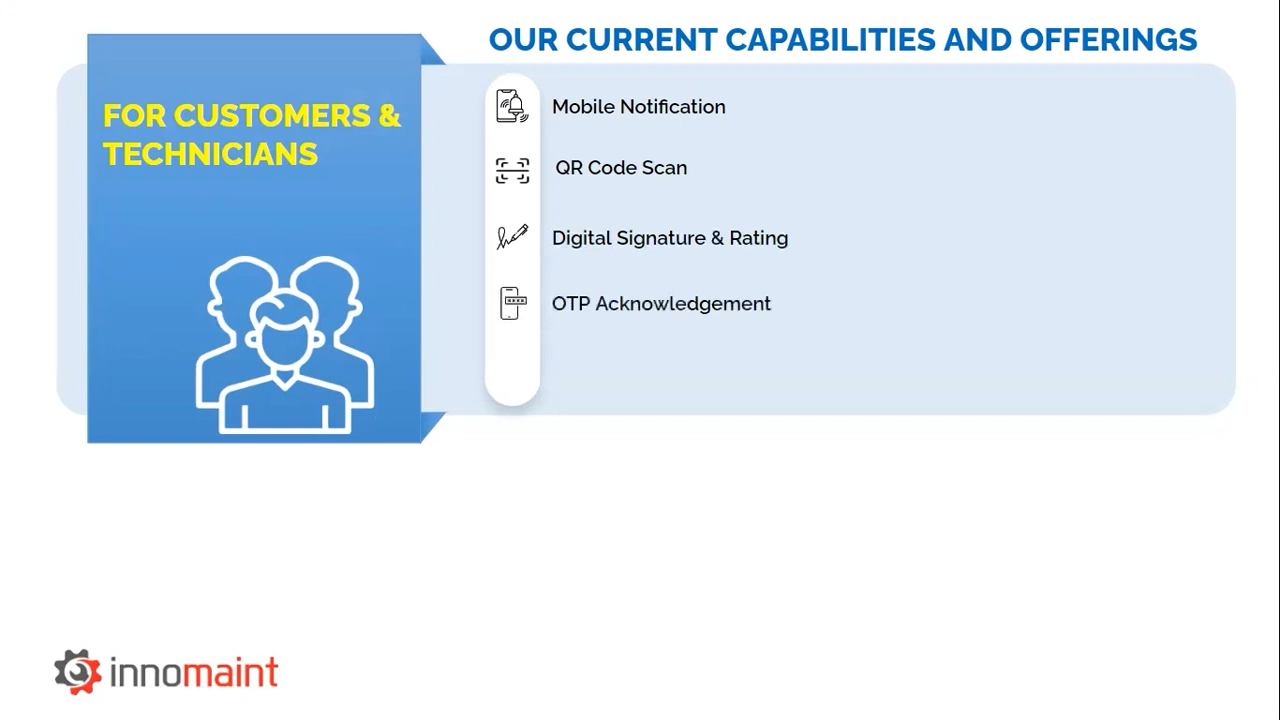 OUR CURRENT CAPABILITIES AND OFFERINGS
FOR CUSTOMERS &
TECHNICIANS
Mobile Notification
QR Code Scan
Digital Signature & Rating
OTP Acknowledgement
innomaint